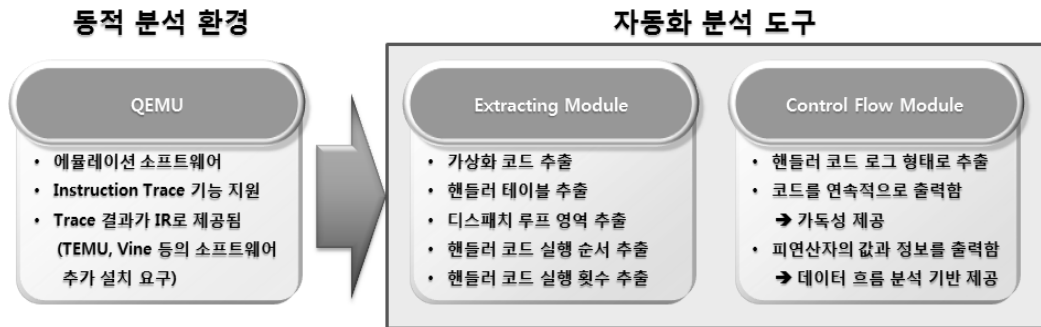 동적 분석 환경
자동화 분석 도구
QEMU
• 에뮬레이션 소프트웨어
• Instruction Trace 기능 지원
• Trace 결과가 IR로 제공됨
(TEMU, Vine 등의 소프트웨어
추가 설치 요구)
Extracting Module
• 가상화 코드 추출
• 핸들러 테이블 추출
• 디스패치 루프 영역 추출
• 핸들러 코드 실행 순서 추출
• 핸들러 코드 실행 횟수 추출
Control Flow Module
• 핸들러 코드 로그 형태로 추출
• 코드를 연속적으로 출력함
➔ 가독성 제공
• 피연산자의 값과 정보를 출력함
➔ 데이터 흐름 분석 기반 제공